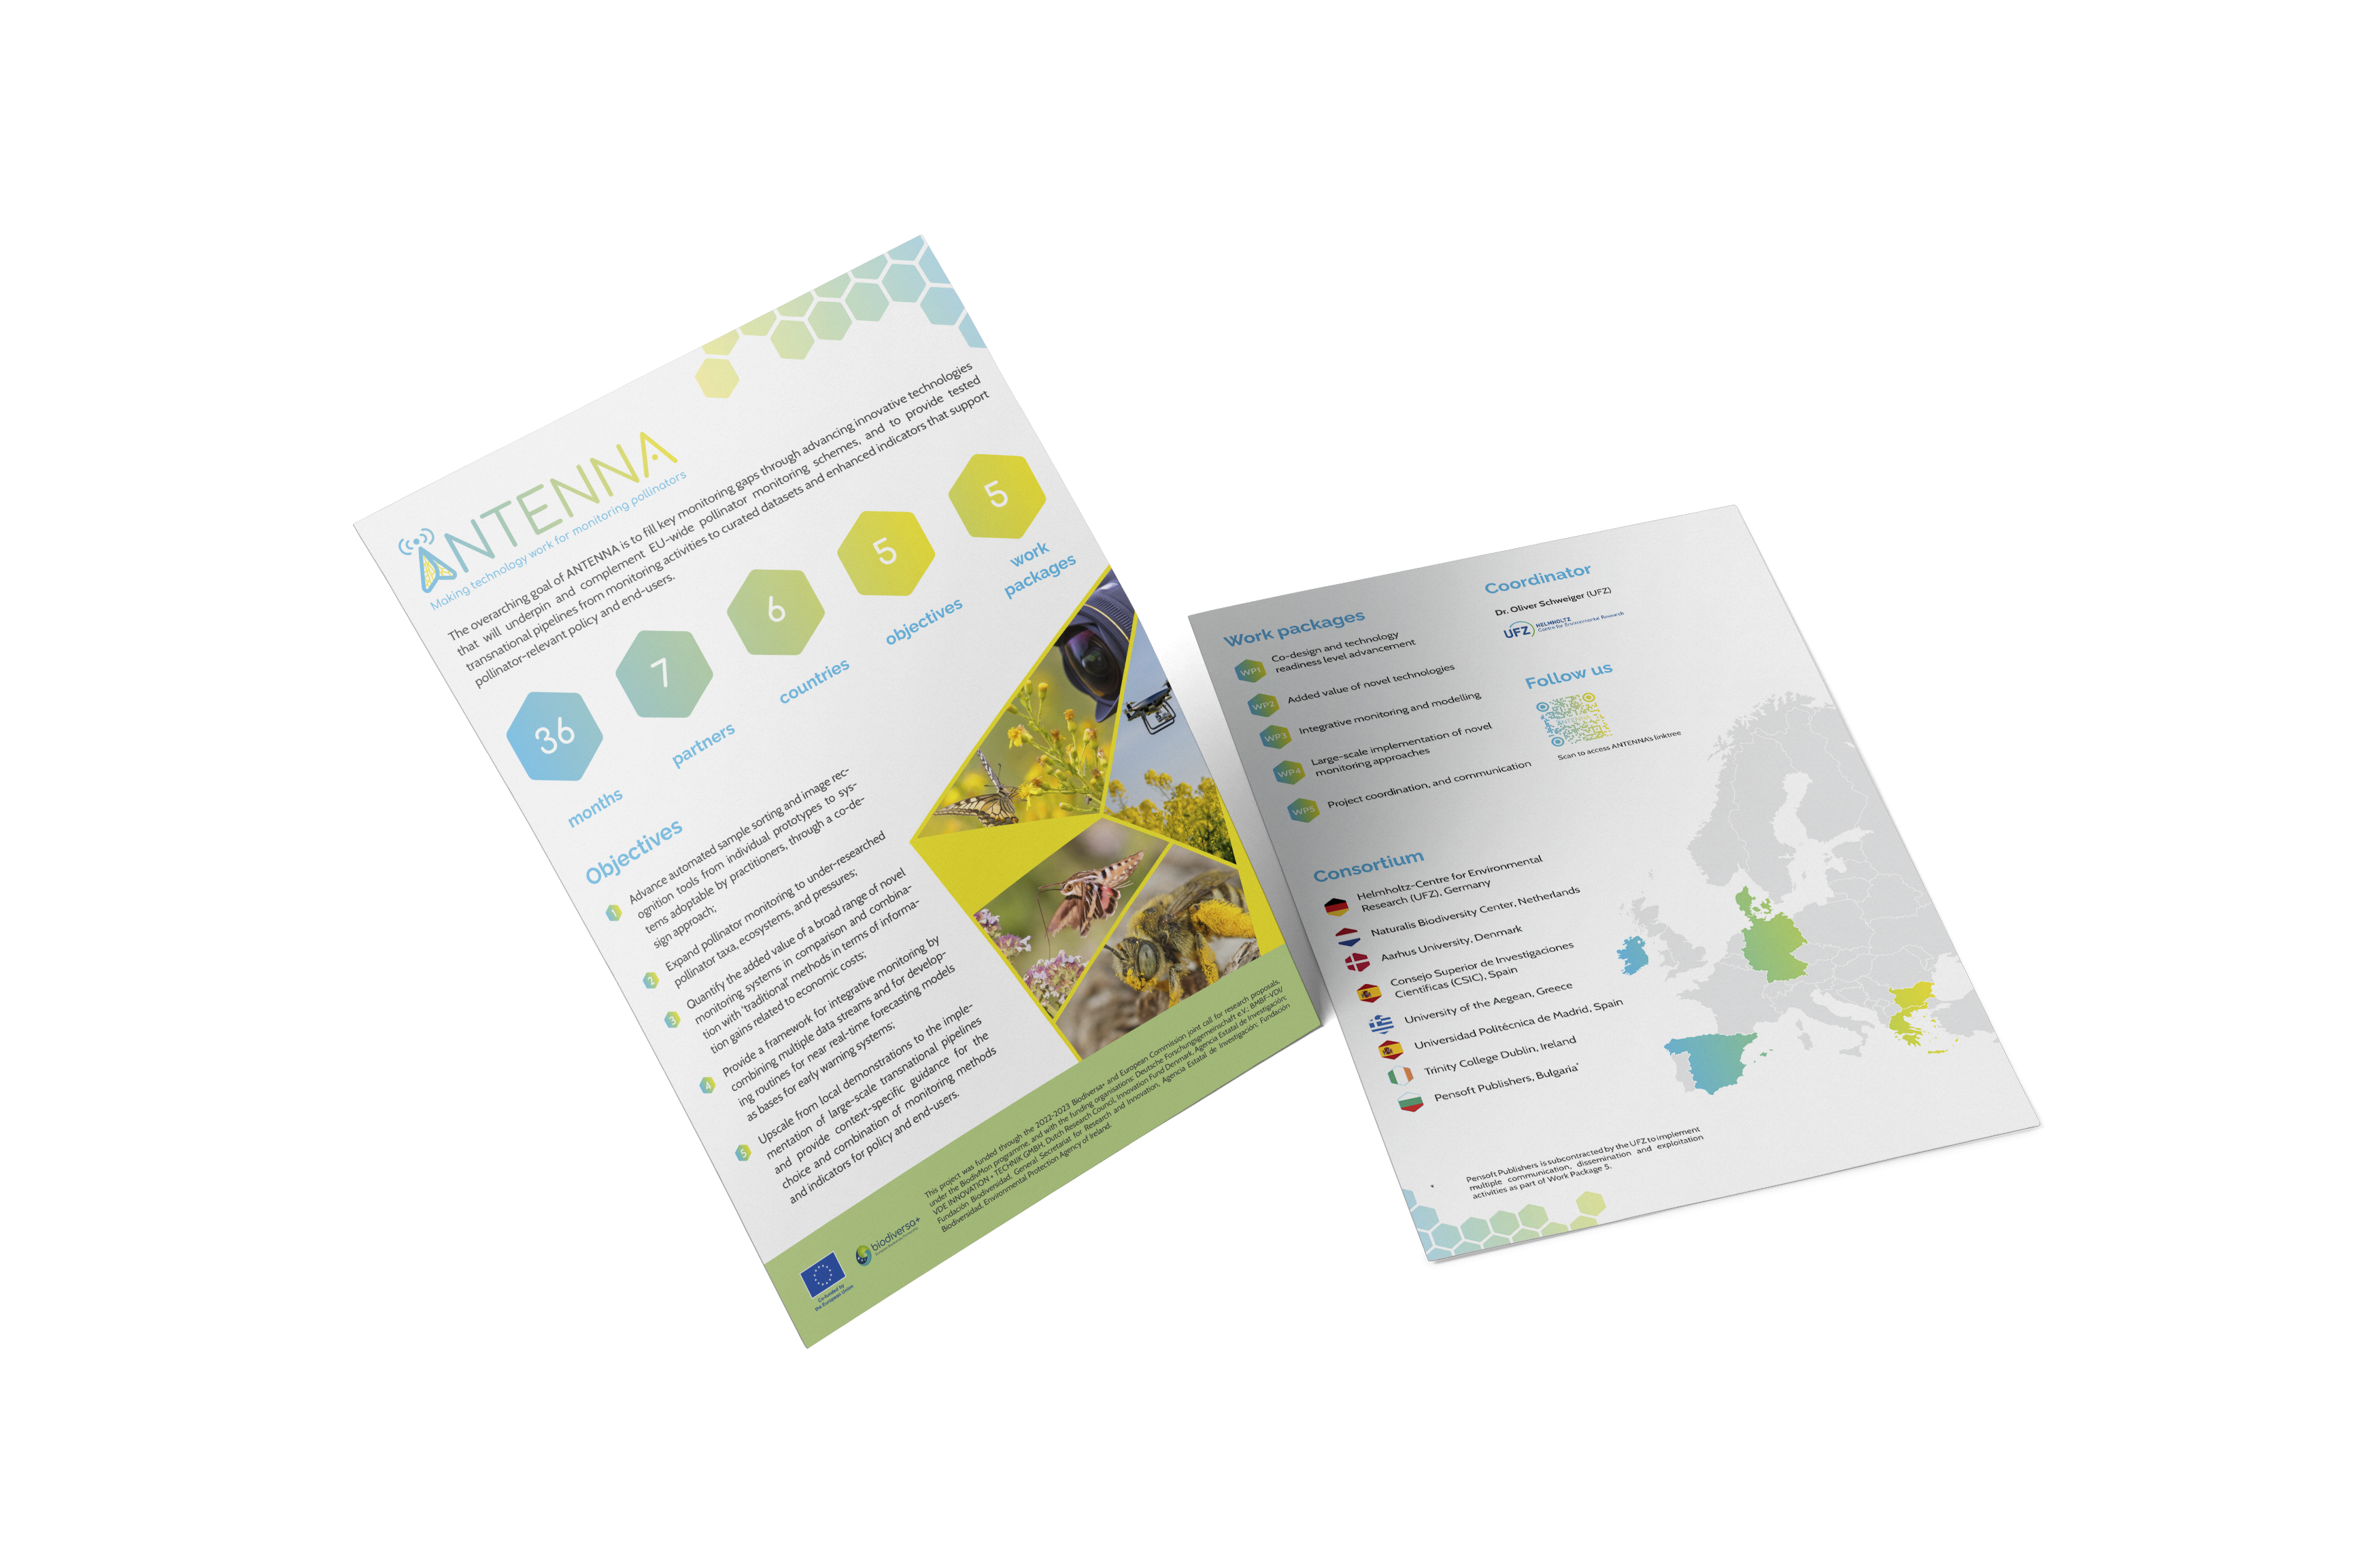 ANTENNA
Making technology work for monitoring pollinators
The overarching goal of ANTENNA is to fill key monitoring gaps through advancing innovative technologies
that will underpin and complement EU-wide pollinator monitoring schemes, and to provide tested
transnational pipelines from monitoring activities to curated datasets and enhanced indicators that support
pollinator-relevant policy and end-users.
36
months
7
partners
6
countries
5
objectives
5
work
packages
Objectives
1 Advance automated sample sorting and image rec-
ognition tools from individual prototypes to sys-
tems adoptable by practitioners, through a co-de-
sign approach;
2 Expand pollinator monitoring to under-researched
pollinator taxa, ecosystems, and pressures;
3 Quantify the added value of a broad range of novel
monitoring systems in comparison and combina-
tion with 'traditional' methods in terms of informa-
tion gains related to economic costs;
4 Provide a framework for integrative monitoring by
combining multiple data streams and for develop-
ing routines for near real-time forecasting models
as bases for early warning systems;
5 Upscale from local demonstrations to the imple-
mentation of large-scale transnational pipelines
and provide context-specific guidance for the
choice and combination of monitoring methods
and indicators for policy and end-users.
Co-funded by
the European Union
biodiversa+
This project was funded through the 2022-2023 Biodiversa+ and European Commission joint call for research proposals,
under the BiodivMon programme, and with the funding organisations: Deutsche Forschungsgemeinschaft e.V.; BMBF-VDI/
VDE INNOVATION + TECHNIK GMBH, Dutch Research Council, Innovation Fund Denmark, Agencia Estatal de Investigación;
Fundación Biodiversidad, General Secretariat for Research and Innovation, Agencia Estatal de Investigación; Fundación
Biodiversidad, Environmental Protection Agency of Ireland.
Work packages
WP1 Co-design and technology
readiness level advancement
WP2 Added value of novel technologies
WP3 Integrative monitoring and modelling
WP4 Large-scale implementation of novel
monitoring approaches
WP5 Project coordination, and communication
Coordinator
Dr. Oliver Schweiger (UFZ)
UFZ HELMHOLTZ
Centre for Environmental Research
Follow us
Scan to access ANTENNA's linktree
Consortium
Helmholtz-Centre for Environmental
Research (UFZ), Germany
Naturalis Biodiversity Center, Netherlands
Aarhus University, Denmark
Consejo Superior de Investigaciones
Científicas (CSIC), Spain
University of the Aegean, Greece
Universidad Politécnica de Madrid, Spain
Trinity College Dublin, Ireland
Pensoft Publishers, Bulgaria*
* Pensoft Publishers is subcontracted by the UFZ to implement
multiple communication, dissemination and exploitation
activities as part of Work Package 5.